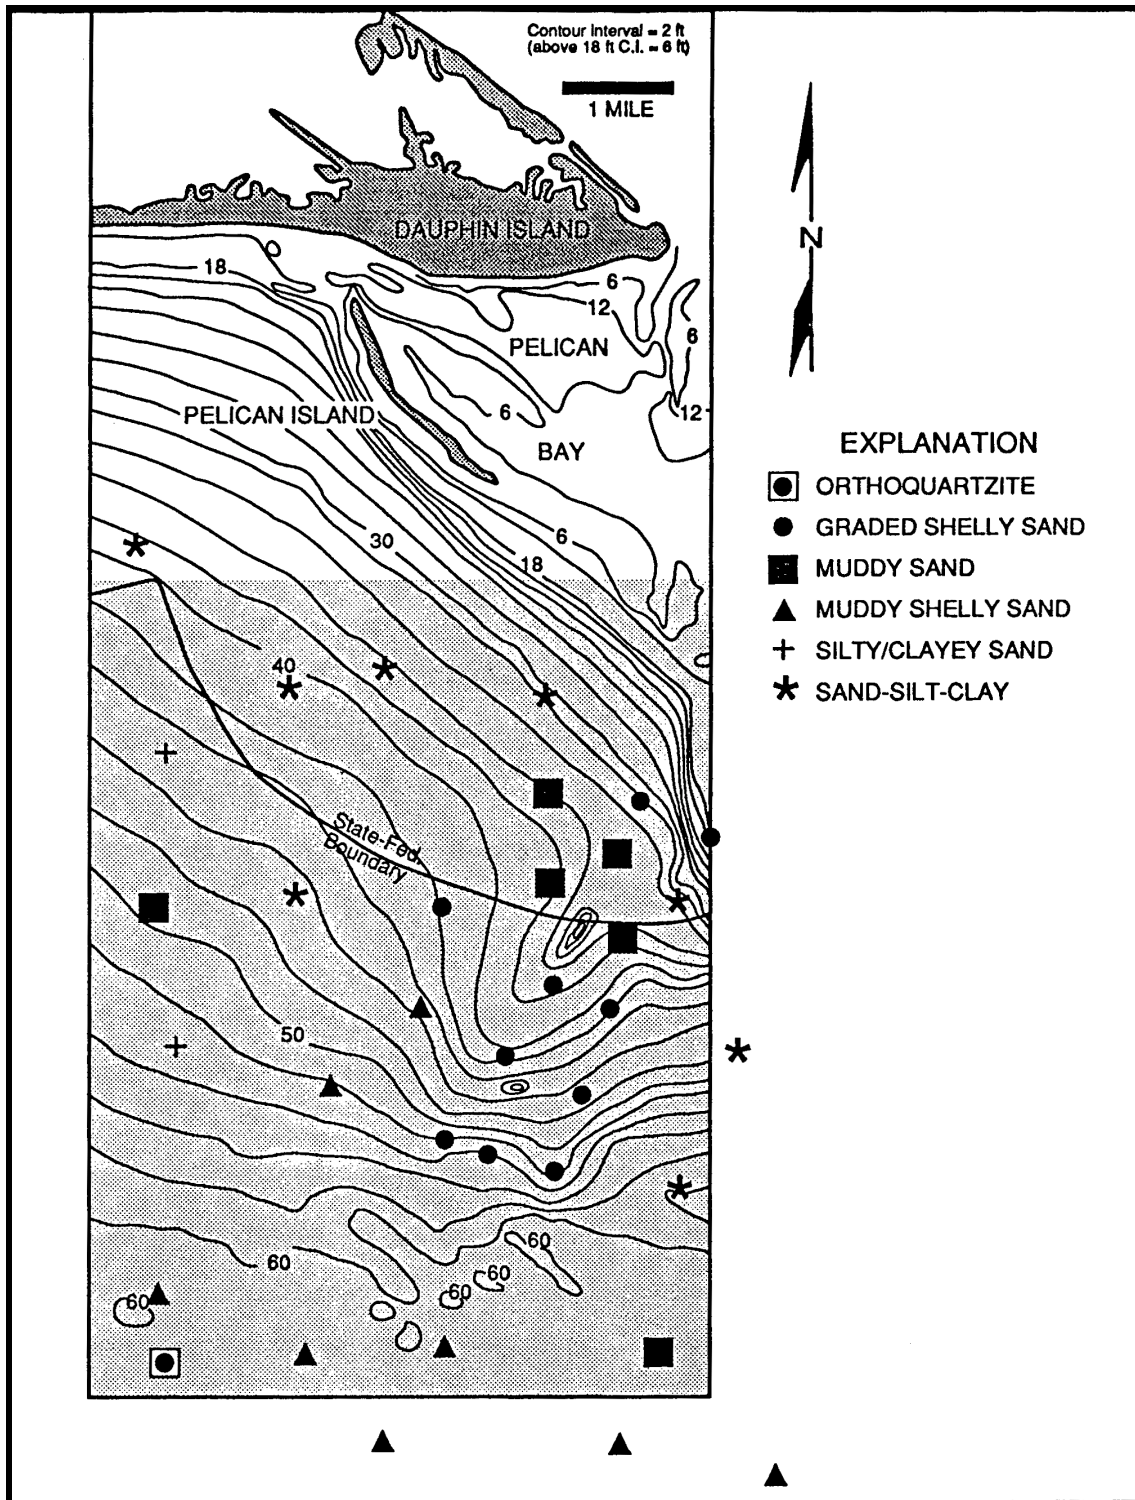 Contour Interval = 2 ft
(above 18 ft C.I. = 6 ft)
1 MILE
DAUPHIN ISLAND
N
18
6
12
6
PELICAN
PELICAN ISLAND
6
12
BAY
EXPLANATION
ORTHOQUARTZITE
GRADED SHELLY SAND
MUDDY SAND
MUDDY SHELLY SAND
SILTY/CLAYEY SAND
SAND-SILT-CLAY
30
6
18
40
State-Fed.
Boundary
50
60
60
60
60
60